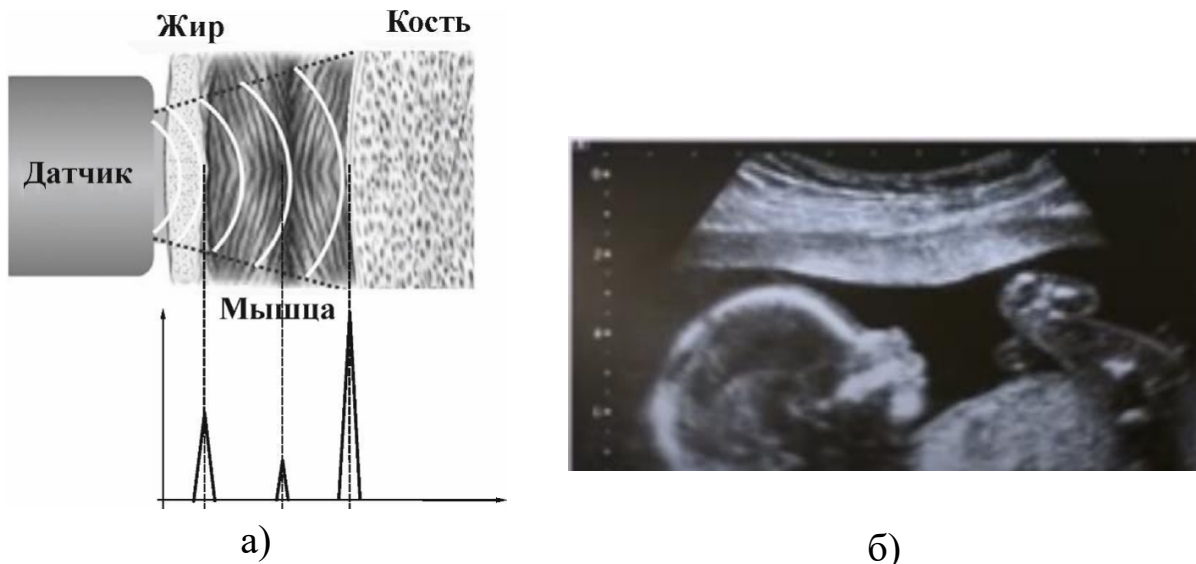 Жир
Кость
Датчик
Мышца
а)
б)